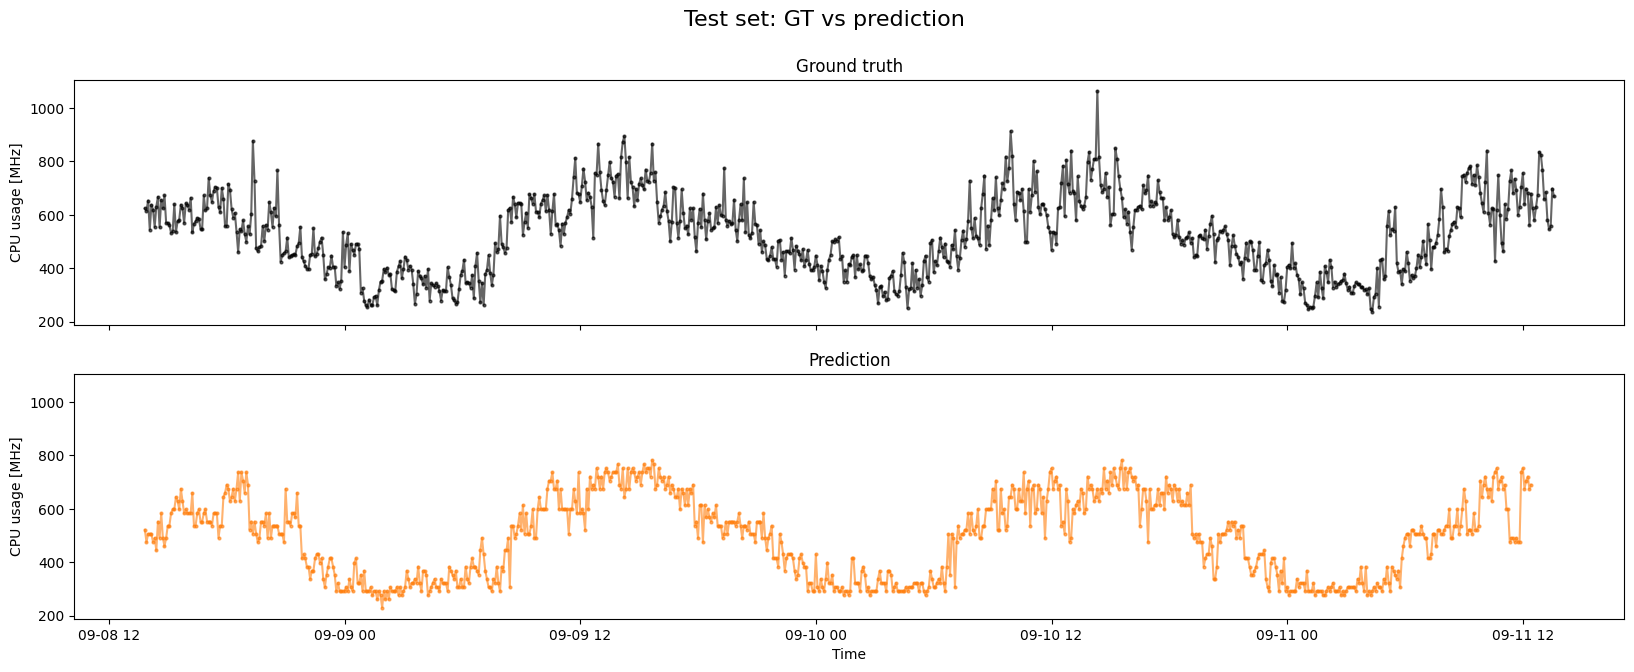 Test set: GT vs prediction
Ground truth
CPU usage [MHz]
1000
800
600
400
200
Prediction
CPU usage [MHz]
1000
800
600
400
200
09-08 12 09-09 00 09-09 12 09-10 00 09-10 12 09-11 00 09-11 12
Time